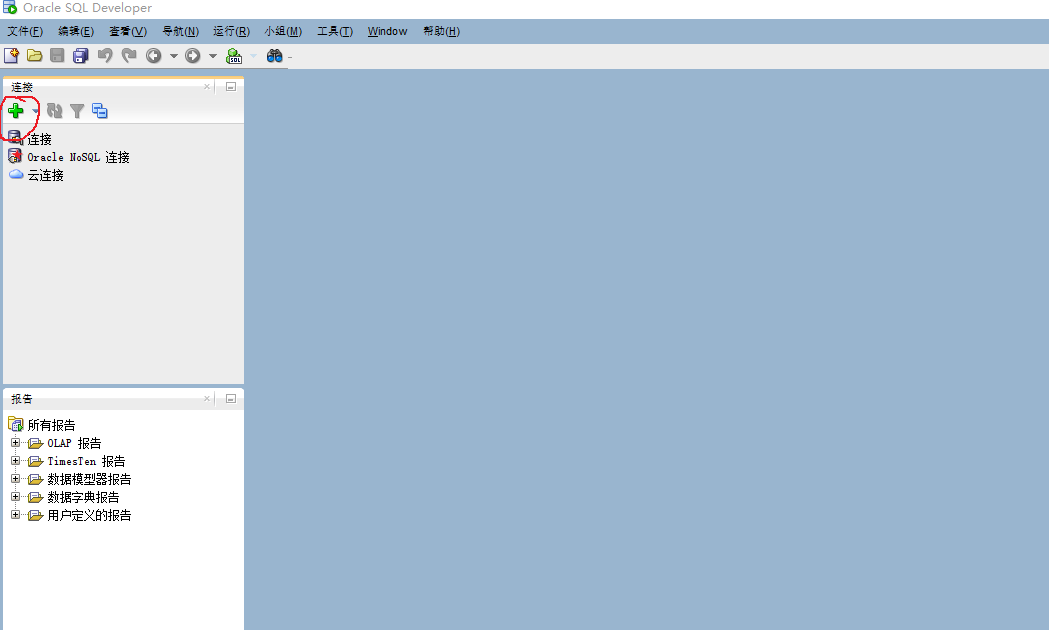 Oracle SQL Developer
文件(F) 编辑(E) 查看(V) 导航(N) 运行(R) 小组(M) 工具(T) Window 帮助(H)
SQL
连接
连接
Oracle NoSQL 连接
云连接
报告
所有报告
OLAP 报告
TimesTen 报告
数据模型器报告
数据字典报告
用户定义的报告